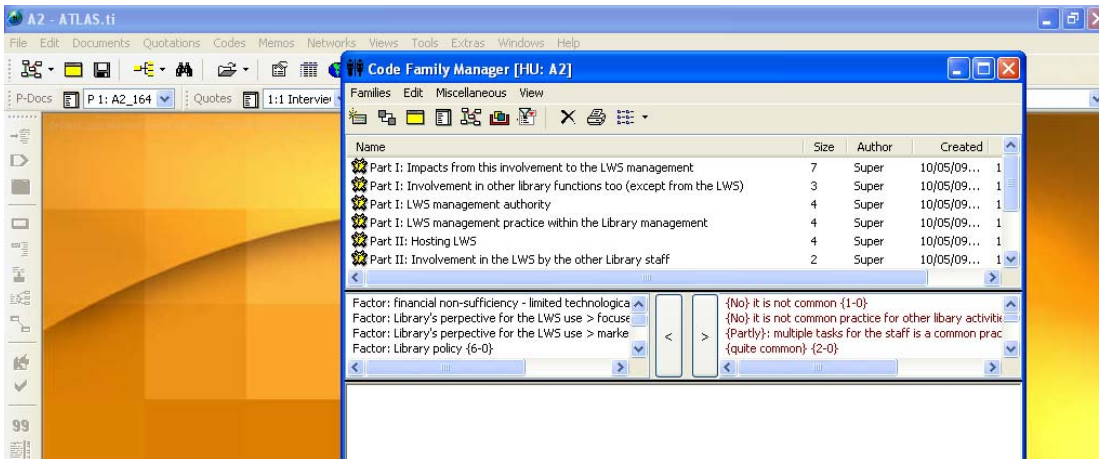 A2 - ATLAS.ti
File Edit Documents Quotations Codes Memos Networks Views Tools Extras Windows Help
P-Docs P 1: A2_164 Quotes 1:1 Interview
Code Family Manager [HU: A2]
Families Edit Miscellaneous View
Name Size Author Created
Part I: Impacts from this involvement to the LWS management 7 Super 10/05/09... 1
Part I: Involvement in other library functions too (except from the LWS) 3 Super 10/05/09... 1
Part I: LWS management authority 4 Super 10/05/09... 1
Part I: LWS management practice within the Library management 4 Super 10/05/09... 1
Part II: Hosting LWS 4 Super 10/05/09... 1
Part II: Involvement in the LWS by the other Library staff 2 Super 10/05/09... 1
Factor: financial non-sufficiency - limited technologica
Factor: Library's perpective for the LWS use > focuse
Factor: Library's perpective for the LWS use > marke
Factor: Library policy {6-0}
< >
{No} it is not common {1-0}
{No} it is not common practice for other libary activitie
{Partly}: multiple tasks for the staff is a common prac
{quite common} {2-0}
99